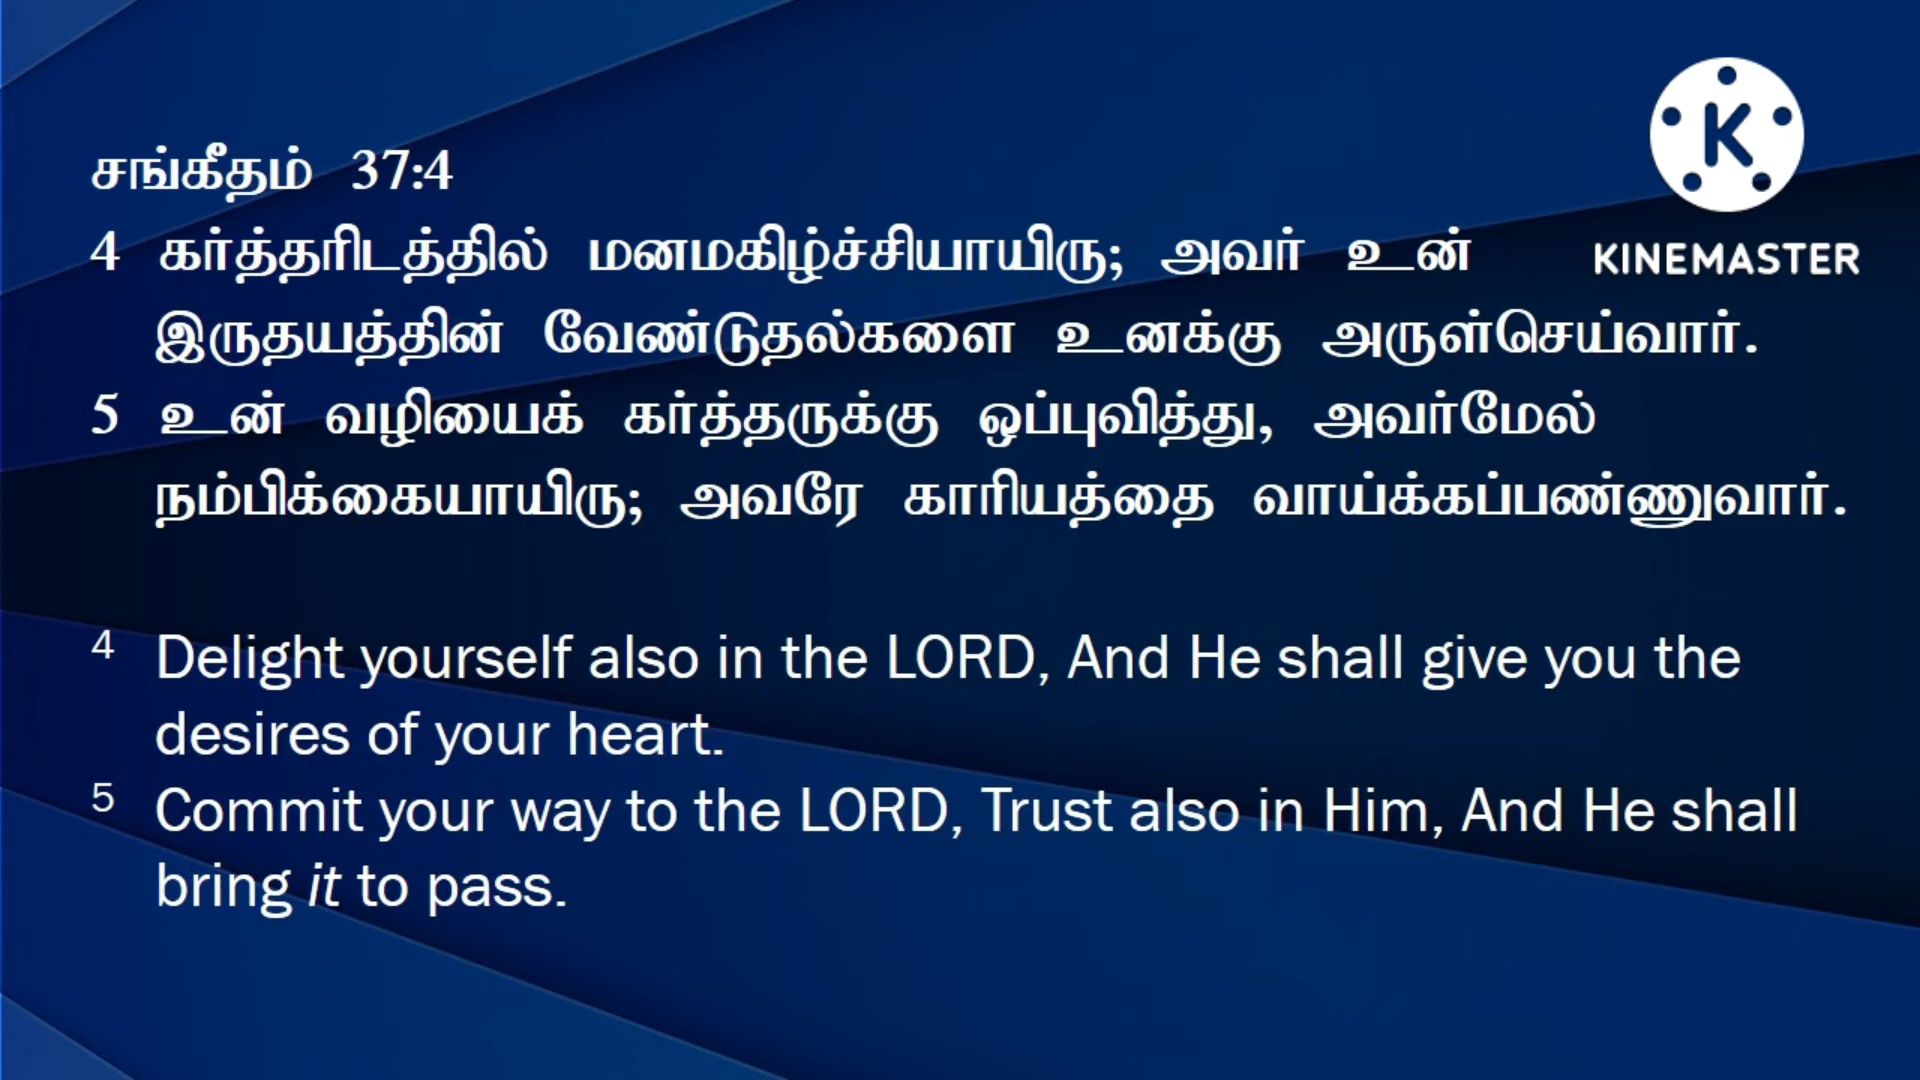 சங்கீதம் 37:4
4 கர்த்தரிடத்தில் மனமகிழ்ச்சியாயிரு; அவர் உன்
இருதயத்தின் வேண்டுதல்களை உனக்கு அருள்செய்வார்.
5 உன் வழியைக் கர்த்தருக்கு ஒப்புவித்து, அவர்மேல்
நம்பிக்கையாயிரு; அவரே காரியத்தை வாய்க்கப்பண்ணுவார்.
4 Delight yourself also in the LORD, And He shall give you the
desires of your heart.
5 Commit your way to the LORD, Trust also in Him, And He shall
bring it to pass.
K
KINEMASTER